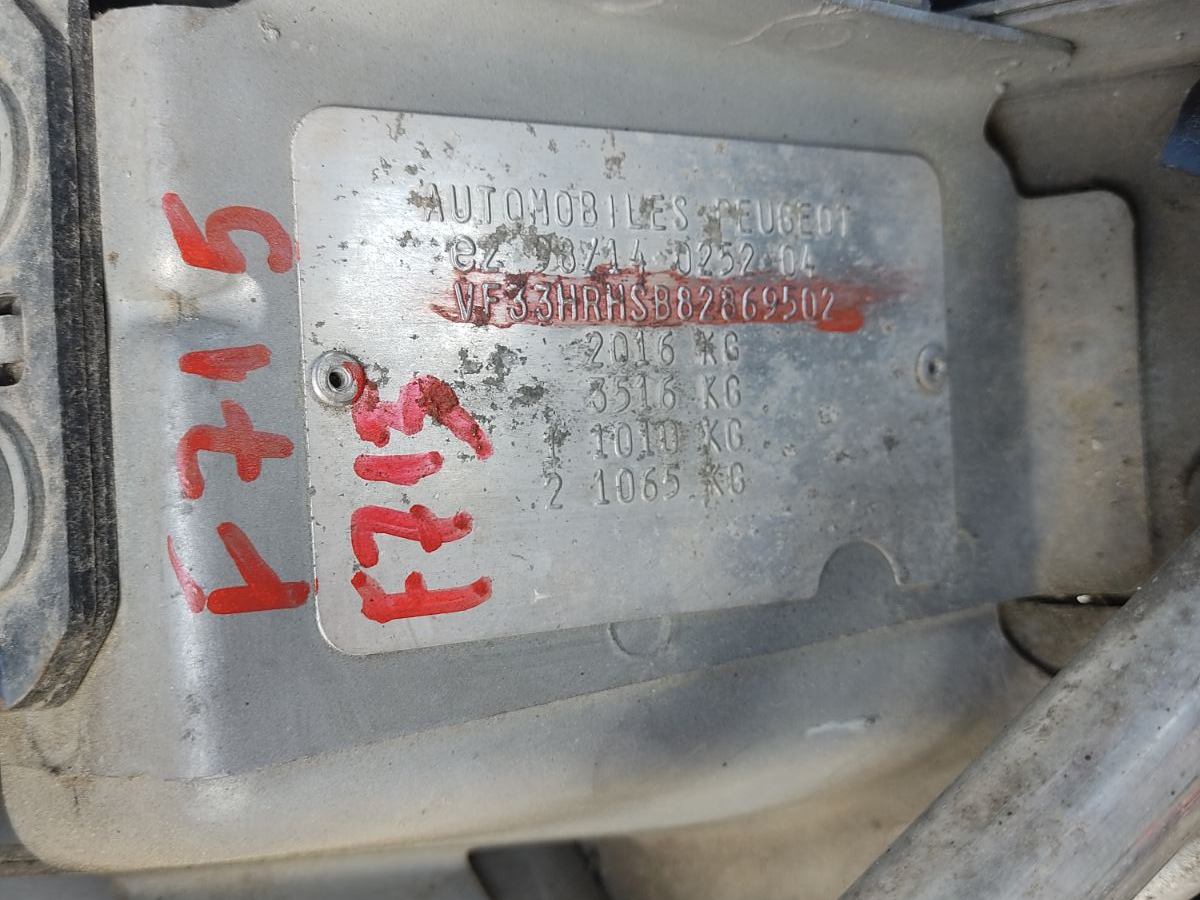 AUTOMOBILES PEUGEOT
e2*98/14*0252*04
VF33HRHSB82869502
2016 KG
3516 KG
1 1010 KG
2 1065 KG
F715
F715